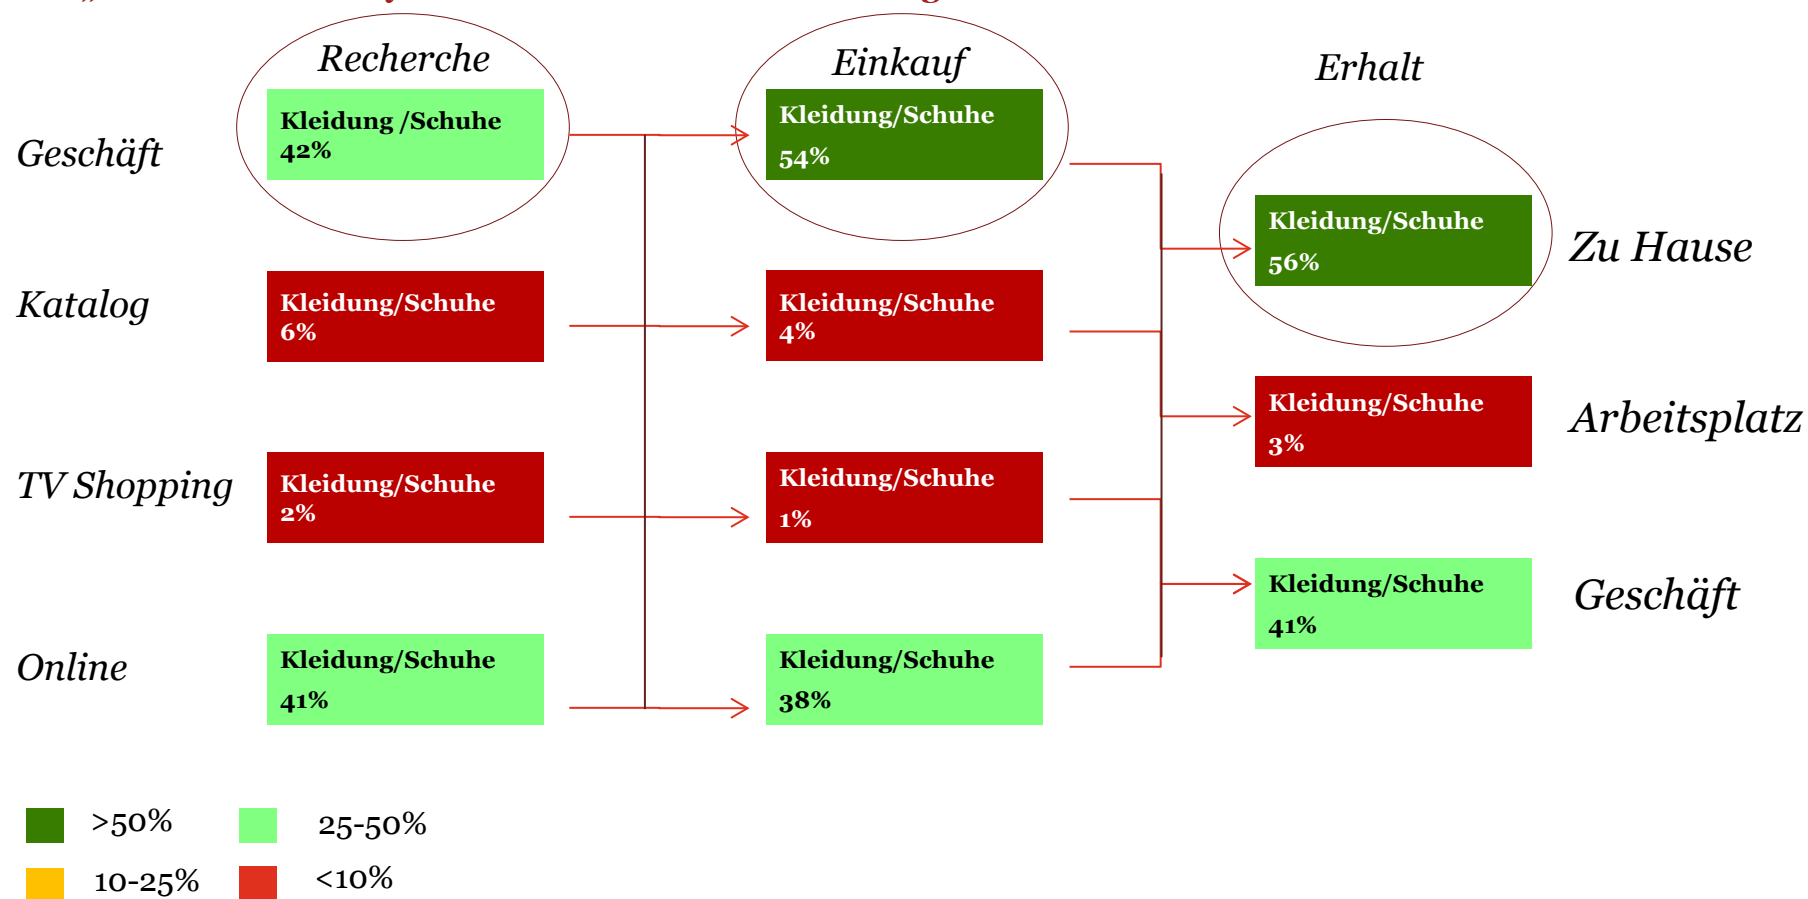 Recherche
Einkauf
Erhalt
Geschäft
Kleidung /Schuhe
42%
Kleidung/Schuhe
54%
Kleidung/Schuhe
56%
Zu Hause
Katalog
Kleidung/Schuhe
6%
Kleidung/Schuhe
4%
Kleidung/Schuhe
3%
Arbeitsplatz
TV Shopping
Kleidung/Schuhe
2%
Kleidung/Schuhe
1%
Kleidung/Schuhe
41%
Geschäft
Online
Kleidung/Schuhe
41%
Kleidung/Schuhe
38%
>50%
25-50%
10-25%
<10%